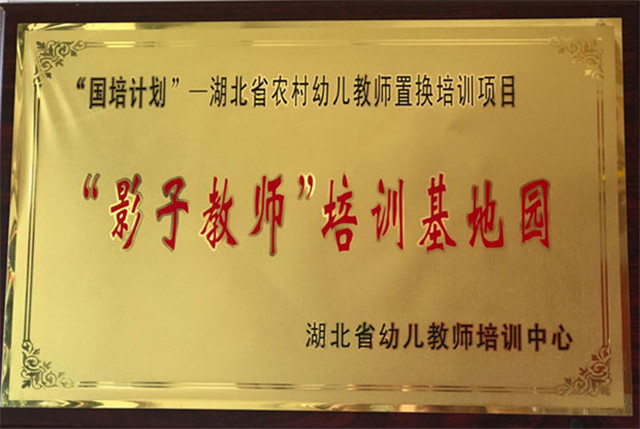 “国培计划”—湖北省农村幼儿教师置换培训项目
“影子教师”培训基地园
湖北省幼儿教师培训中心